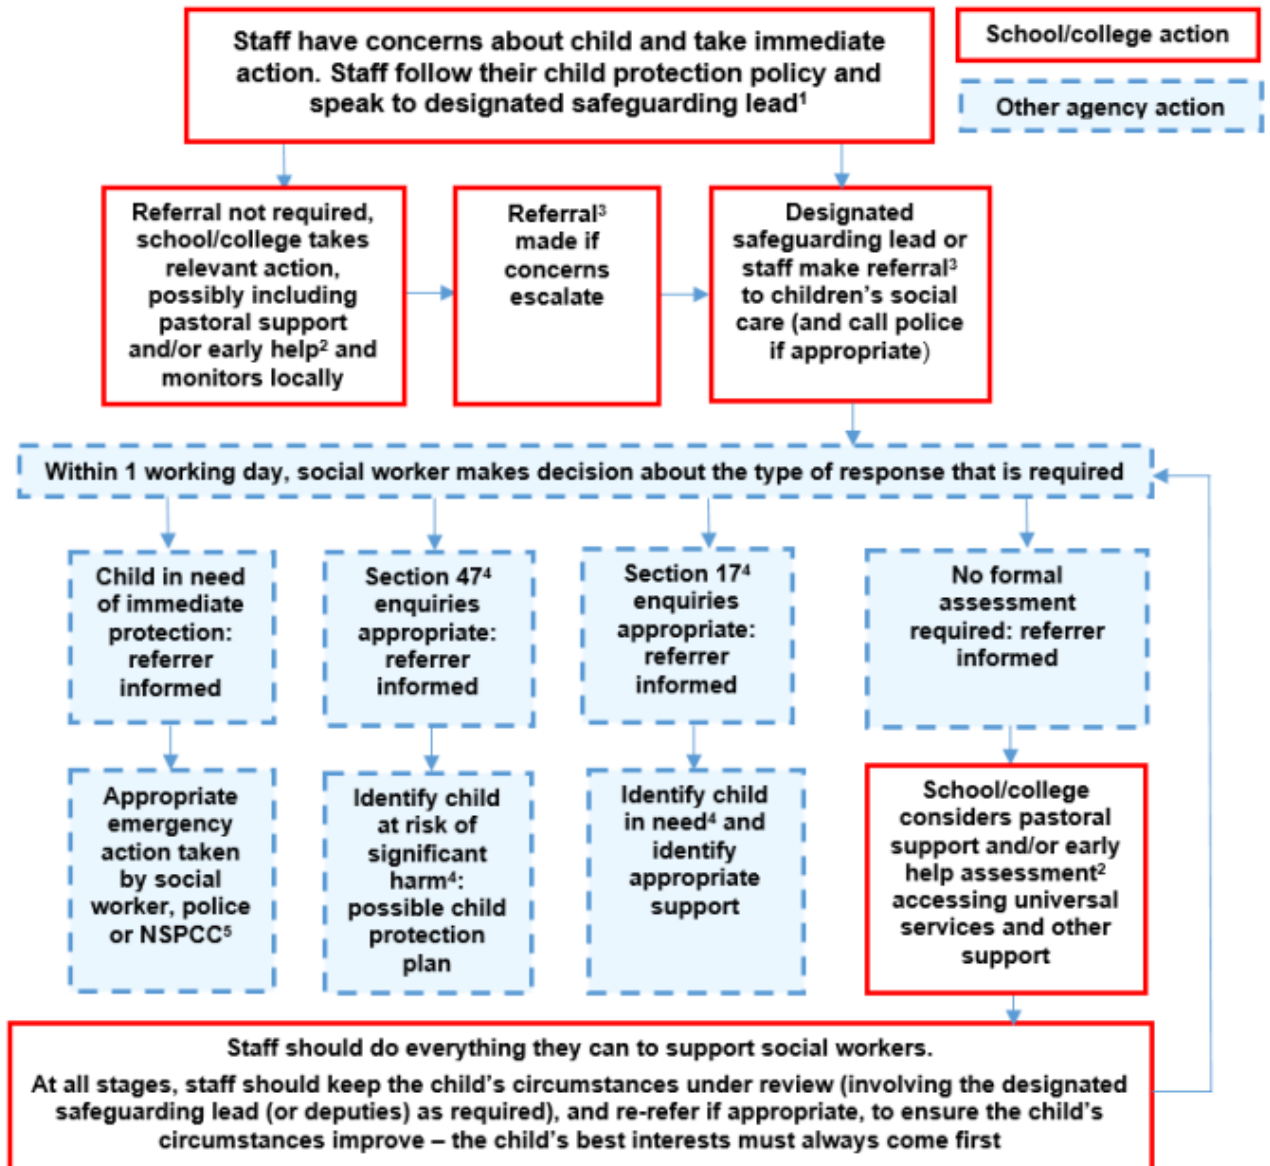 Staff have concerns about child and take immediate
action. Staff follow their child protection policy and
speak to designated safeguarding lead¹
School/college action
Other agency action
Referral not required,
school/college takes
relevant action,
possibly including
pastoral support
and/or early help² and
monitors locally
Referral³
made if
concerns
escalate
Designated
safeguarding lead or
staff make referral³
to children’s social
care (and call police
if appropriate)
Within 1 working day, social worker makes decision about the type of response that is required
Child in need
of immediate
protection:
referrer
informed
Section 47⁴
enquiries
appropriate:
referrer
informed
Section 17⁴
enquiries
appropriate:
referrer
informed
No formal
assessment
required: referrer
informed
Appropriate
emergency
action taken
by social
worker, police
or NSPCC⁵
Identify child
at risk of
significant
harm⁴:
possible child
protection
plan
Identify child
in need⁴ and
identify
appropriate
support
School/college
considers pastoral
support and/or early
help assessment²
accessing universal
services and other
support
Staff should do everything they can to support social workers.
At all stages, staff should keep the child’s circumstances under review (involving the designated
safeguarding lead (or deputies) as required), and re-refer if appropriate, to ensure the child’s
circumstances improve – the child’s best interests must always come first